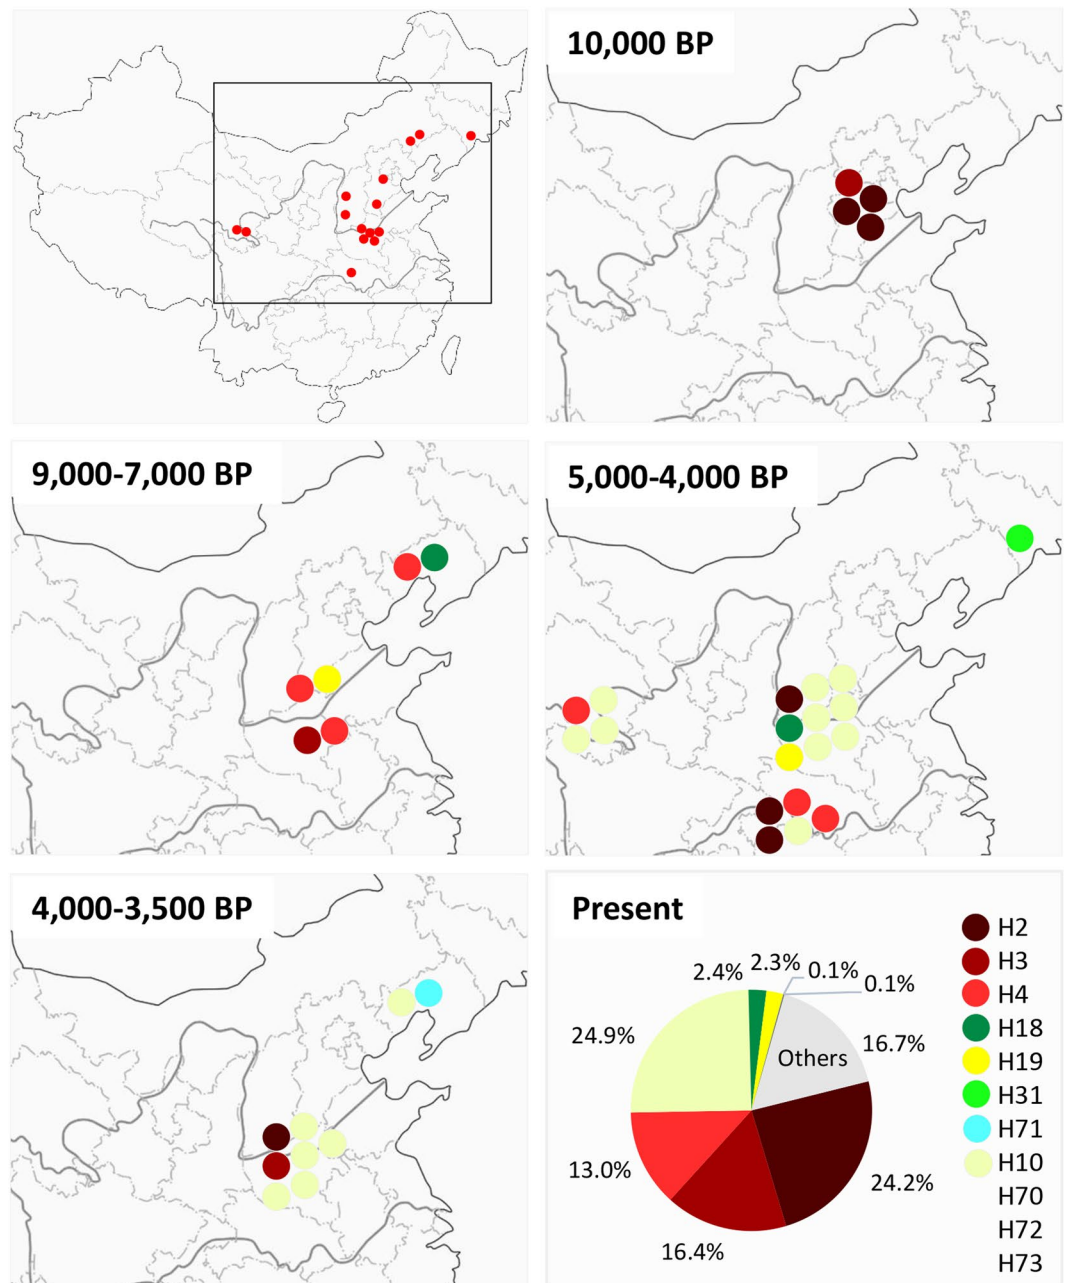 10,000 BP
9,000-7,000 BP
5,000-4,000 BP
4,000-3,500 BP
Present
2.4%
2.3%
0.1%
0.1%
24.9%
Others
16.7%
13.0%
24.2%
16.4%
H2
H3
H4
H18
H19
H31
H71
H10
H70
H72
H73